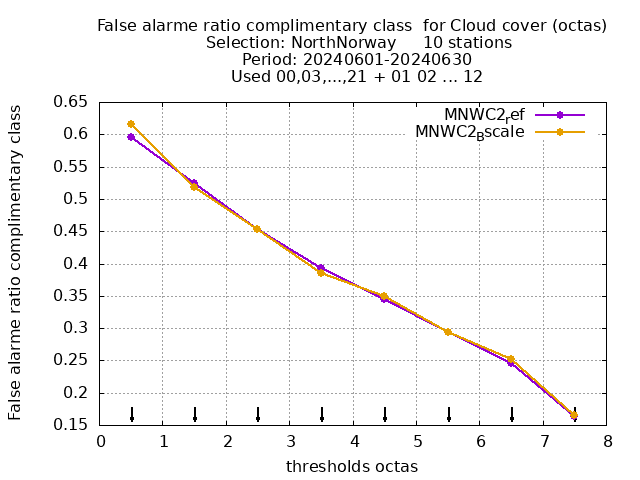 False alarme ratio complimentary class  for Cloud cover (octas)
Selection: NorthNorway     10 stations
Period: 20240601-20240630
Used 00,03,...,21 + 01 02 ... 12
MNWC2ref
MNWC2Bscale
False alarme ratio complimentary class
0.65
0.6
0.55
0.5
0.45
0.4
0.35
0.3
0.25
0.2
0.15
0 1 2 3 4 5 6 7 8
thresholds octas